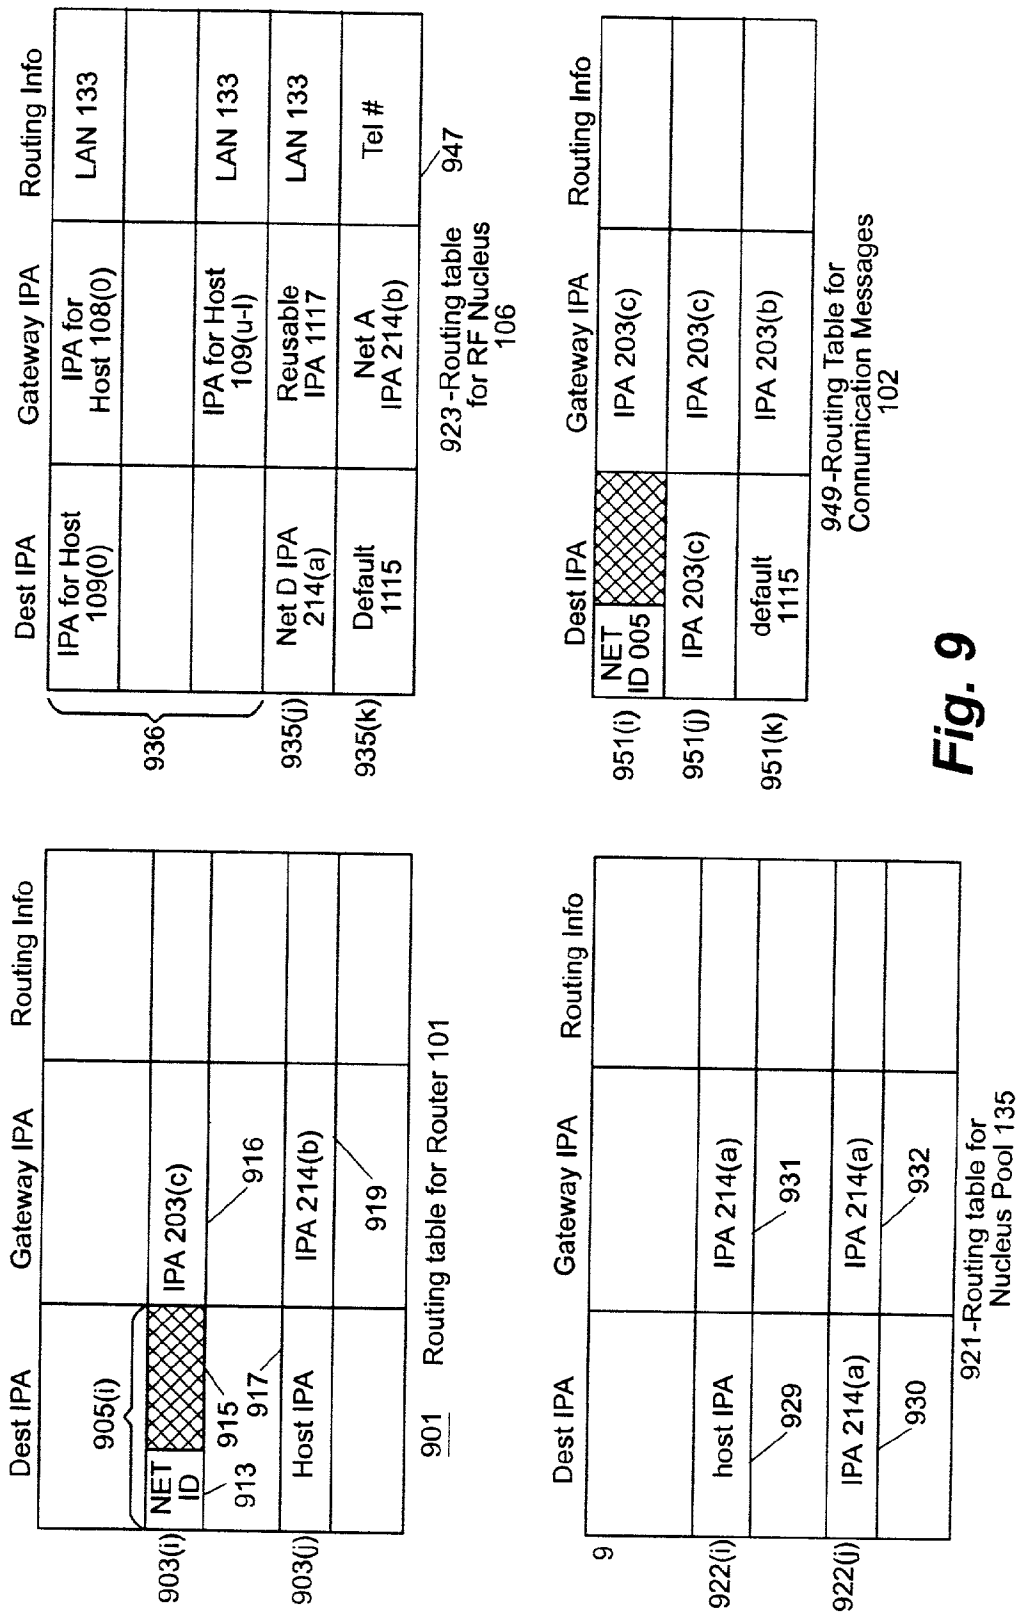 Dest IPA Gateway IPA Routing Info
905(i)
903(i) NET
ID IPA 203(c)
913 915 916
917
903(j) Host IPA IPA 214(b)
919
901 Routing table for Router 101
Dest IPA Gateway IPA Routing Info
936 IPA for Host
109(0) IPA for
Host 108(0) LAN 133
IPA for Host
109(u-l) LAN 133
935(j) Net D IPA
214(a) Reusable
IPA 1117 LAN 133
935(k) Default
1115 Net A
IPA 214(b) Tel #
923-Routing table
for RF Nucleus
106
947
Dest IPA Gateway IPA Routing Info
9
922(i) host IPA IPA 214(a)
929 931
922(j) IPA 214(a) IPA 214(a)
930 932
921-Routing table for
Nucleus Pool 135
Dest IPA Gateway IPA Routing Info
951(i) NET
ID 005 IPA 203(c)
951(j) IPA 203(c) IPA 203(c)
951(k) default
1115 IPA 203(b)
949-Routing Table for
Connumication Messages
102
Fig. 9